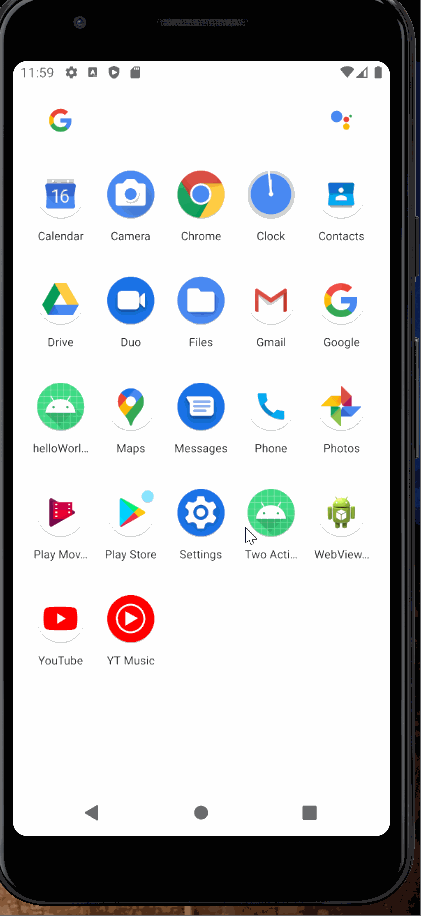 11:59
16
Calendar Camera Chrome Clock Contacts
Drive Duo Files Gmail Google
helloWorl... Maps Messages Phone Photos
Play Mov... Play Store Settings Two Acti... WebView...
YouTube YT Music